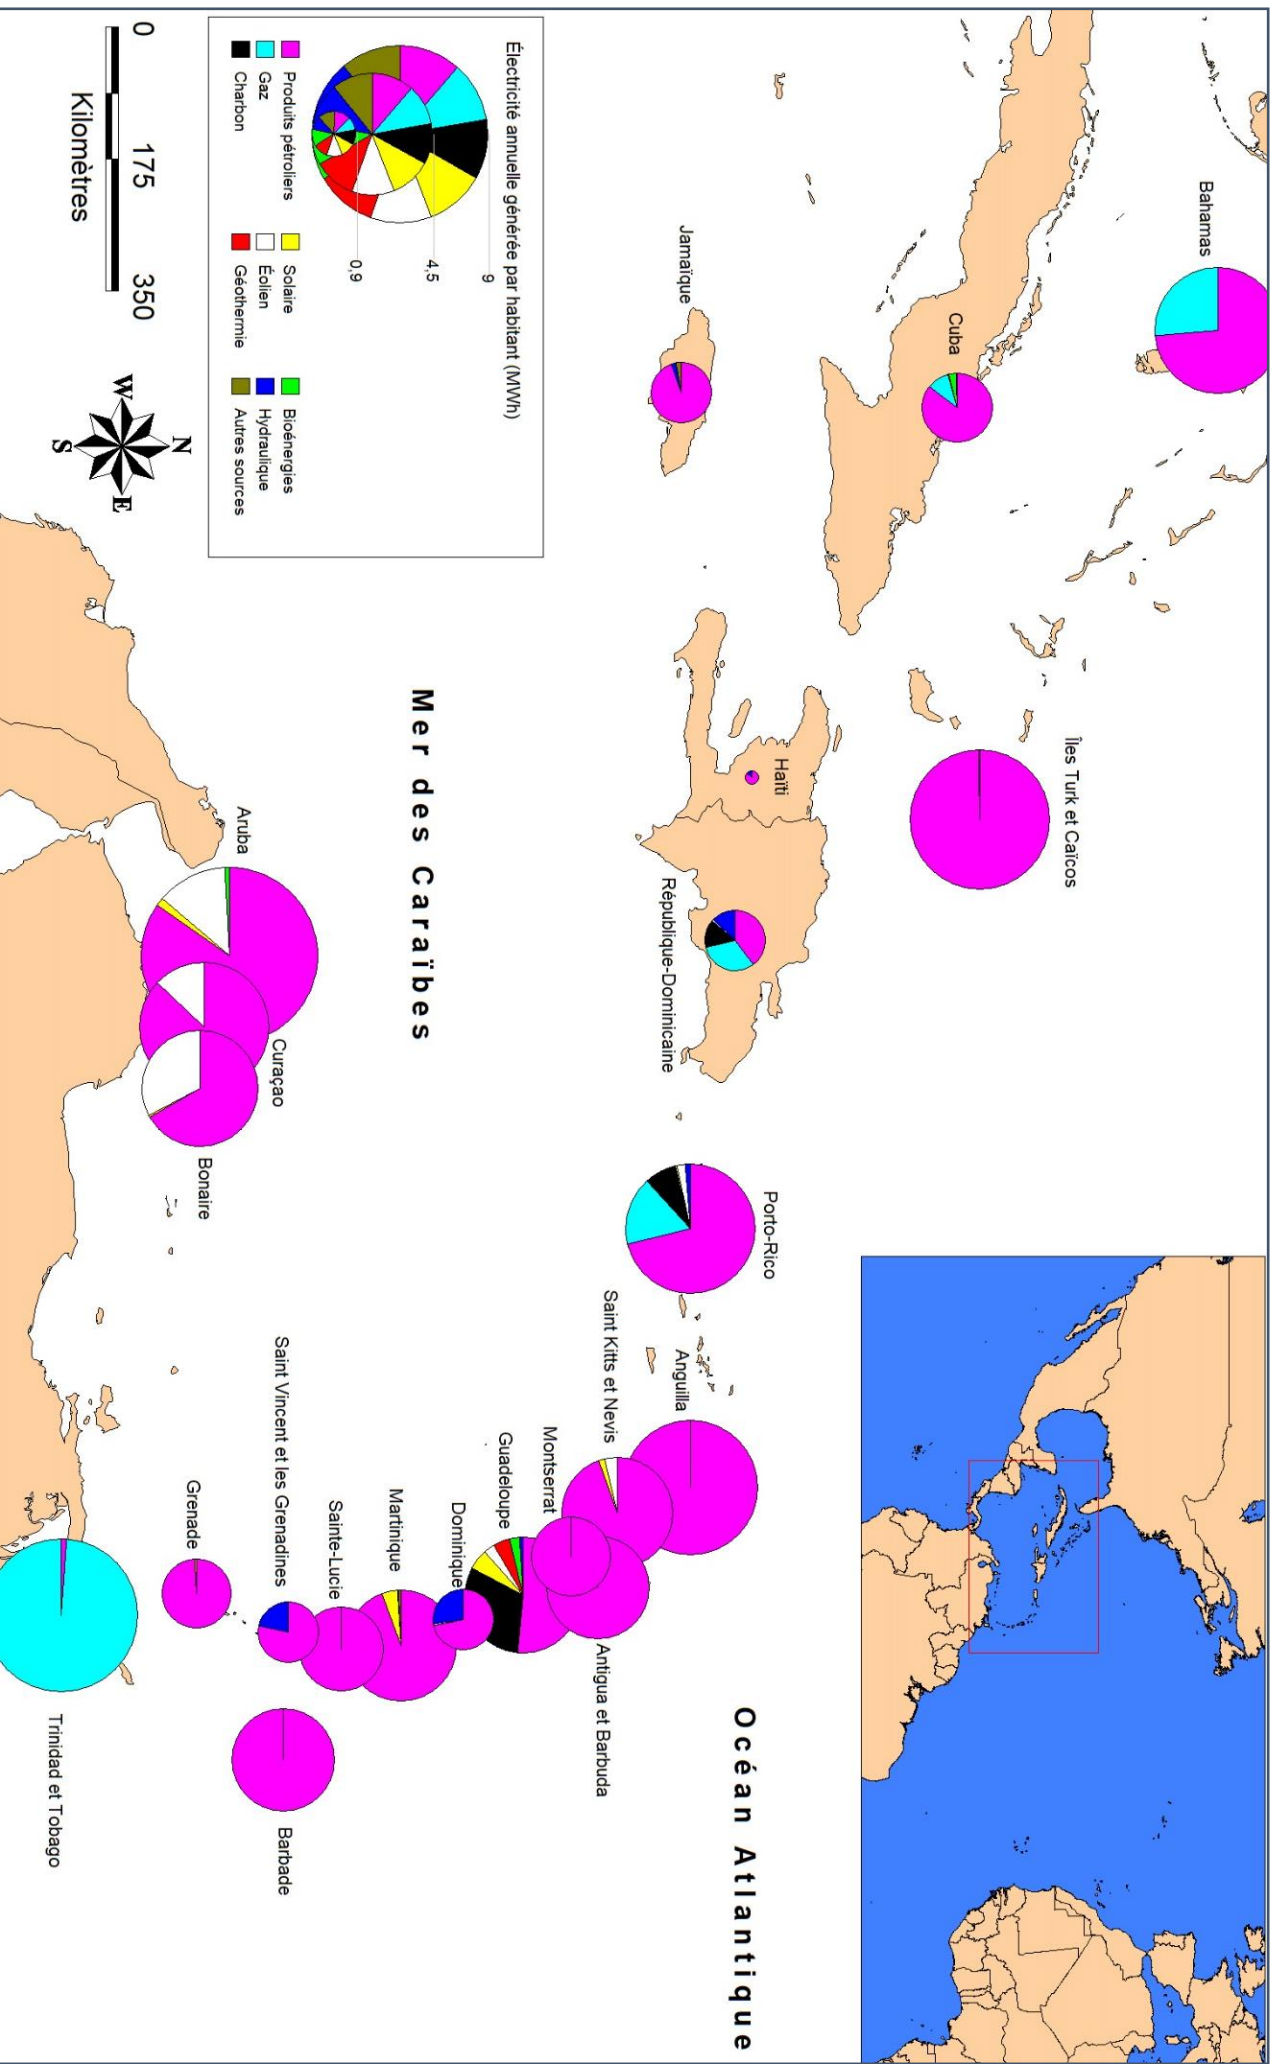 Bahamas
Cuba
Îles Turk et Caïcos
Jamaïque
Haïti
République-Dominicaine
Porto-Rico
Anguilla
Saint Kitts et Nevis
Antigua et Barbuda
Montserrat
Guadeloupe
Dominique
Martinique
Sainte-Lucie
Saint Vincent et les Grenadines
Barbade
Grenade
Trinidad et Tobago
Aruba
Curaçao
Bonaire
Océan Atlantique
Mer des Caraïbes
Électricité annuelle générée par habitant (MWh)
9
4,5
0,9
Produits pétroliers
Solaire
Bioénergies
Gaz
Éolien
Hydraulique
Charbon
Géothermie
Autres sources
0 175 350
Kilomètres
N
W
E
S